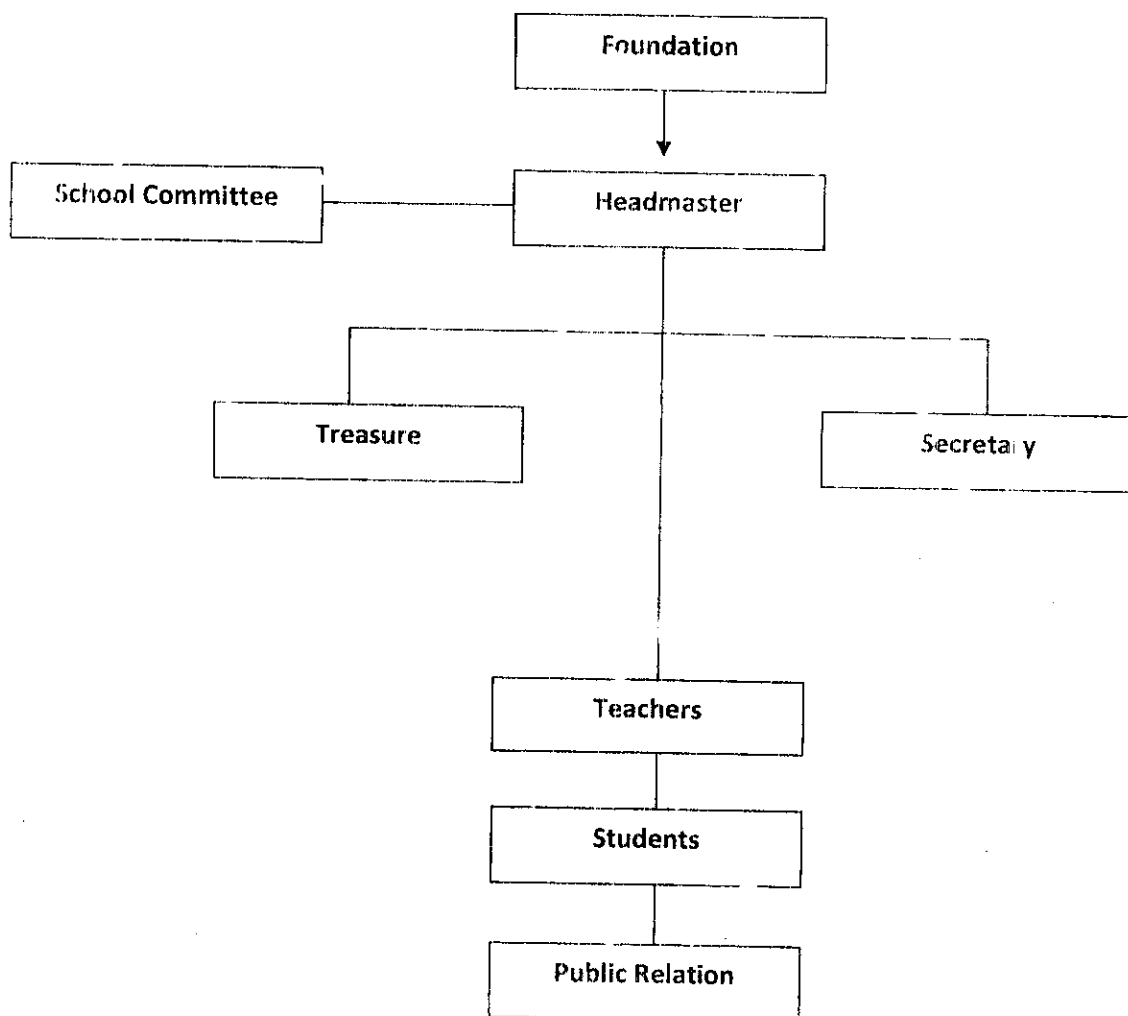 Foundation
School Committee
Headmaster
Treasure
Secretary
Teachers
Students
Public Relation